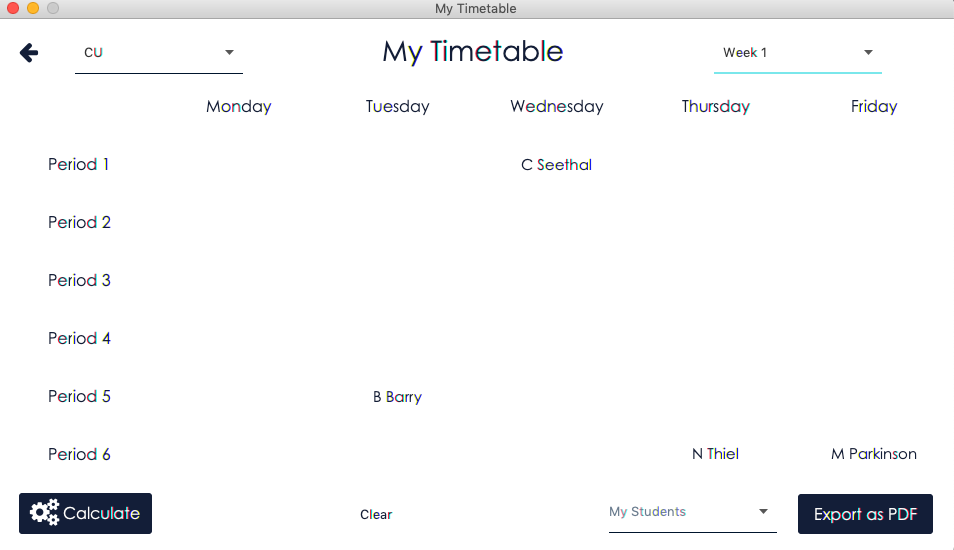 My Timetable
CU
My Timetable
Week 1
Monday Tuesday Wednesday Thursday Friday
Period 1 C Seethal
Period 2
Period 3
Period 4
Period 5 B Barry
Period 6 N Thiel M Parkinson
Calculate Clear My Students Export as PDF